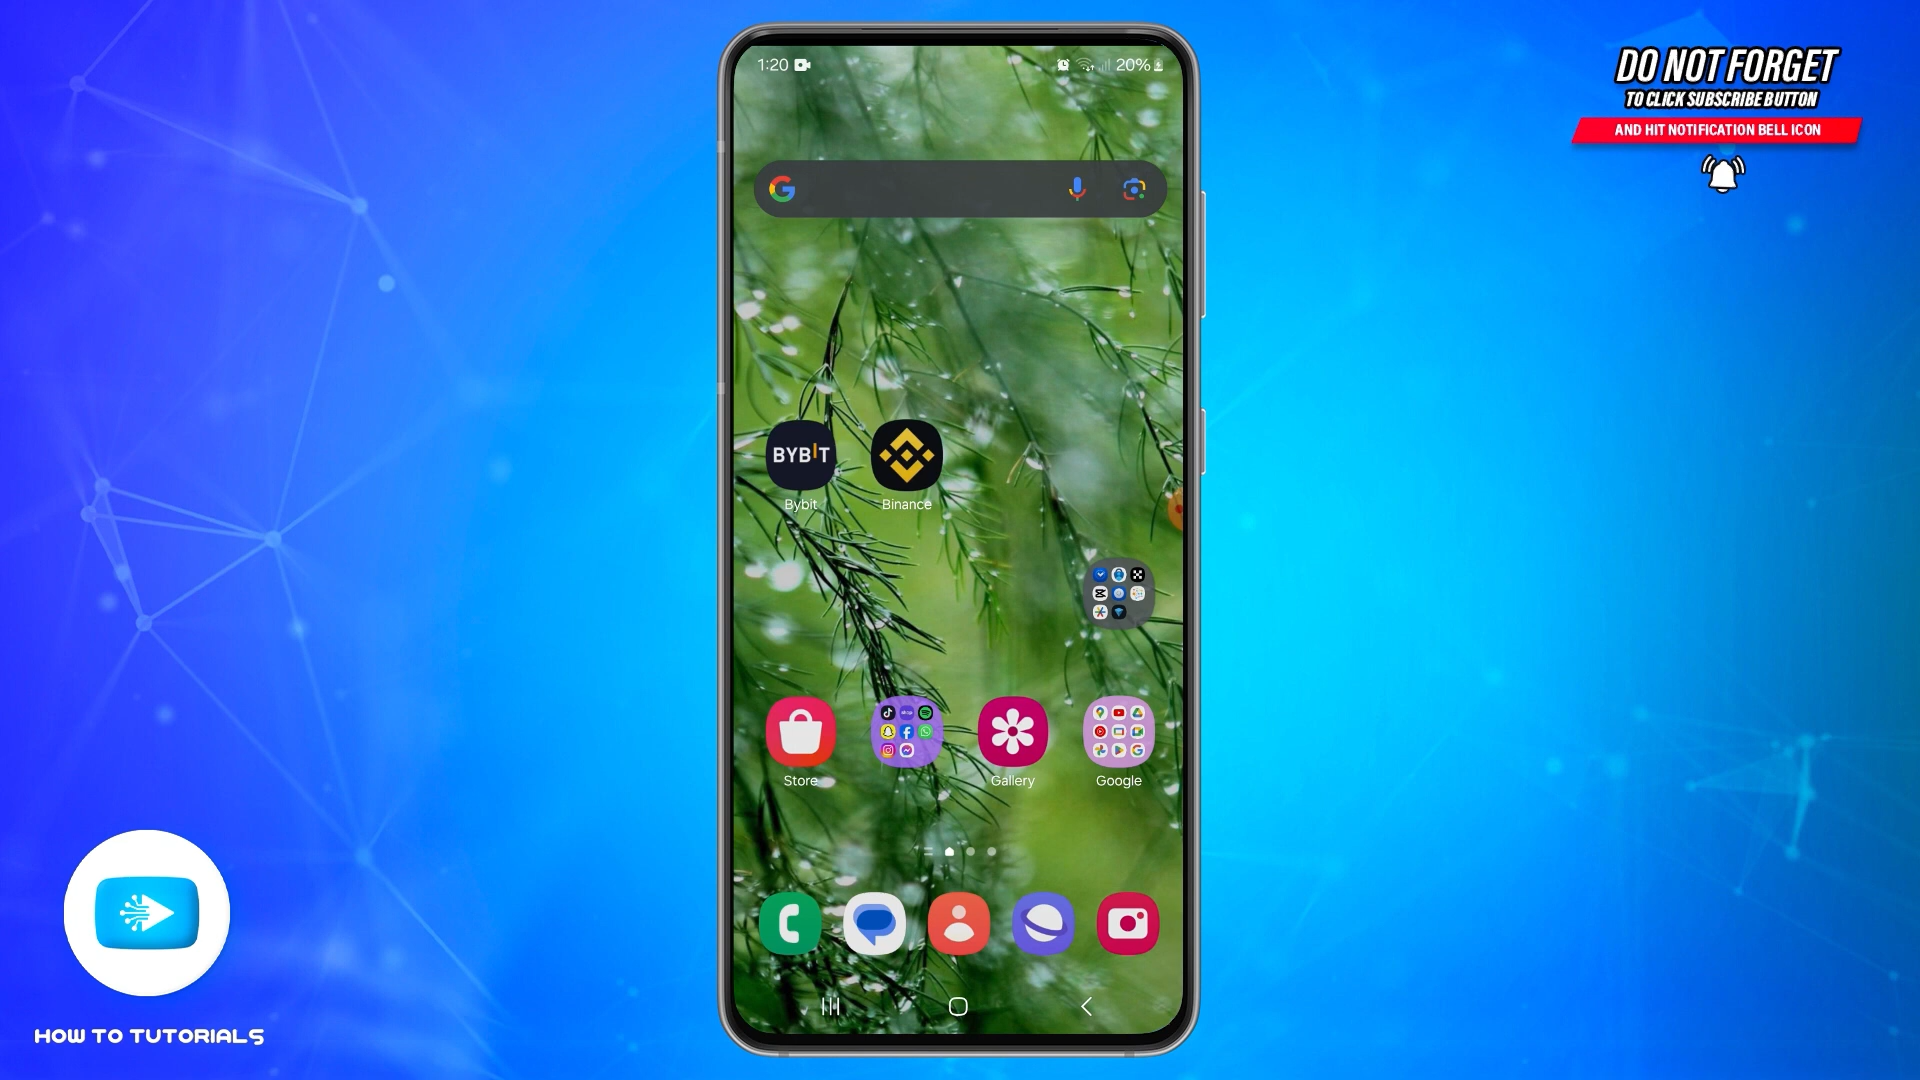 DO NOT FORGET
TO CLICK SUBSCRIBE BUTTON
AND HIT NOTIFICATION BELL ICON
1:20
20%
BYBIT
Bybit
Binance
Store
Gallery
Google
HOW TO TUTORIALS